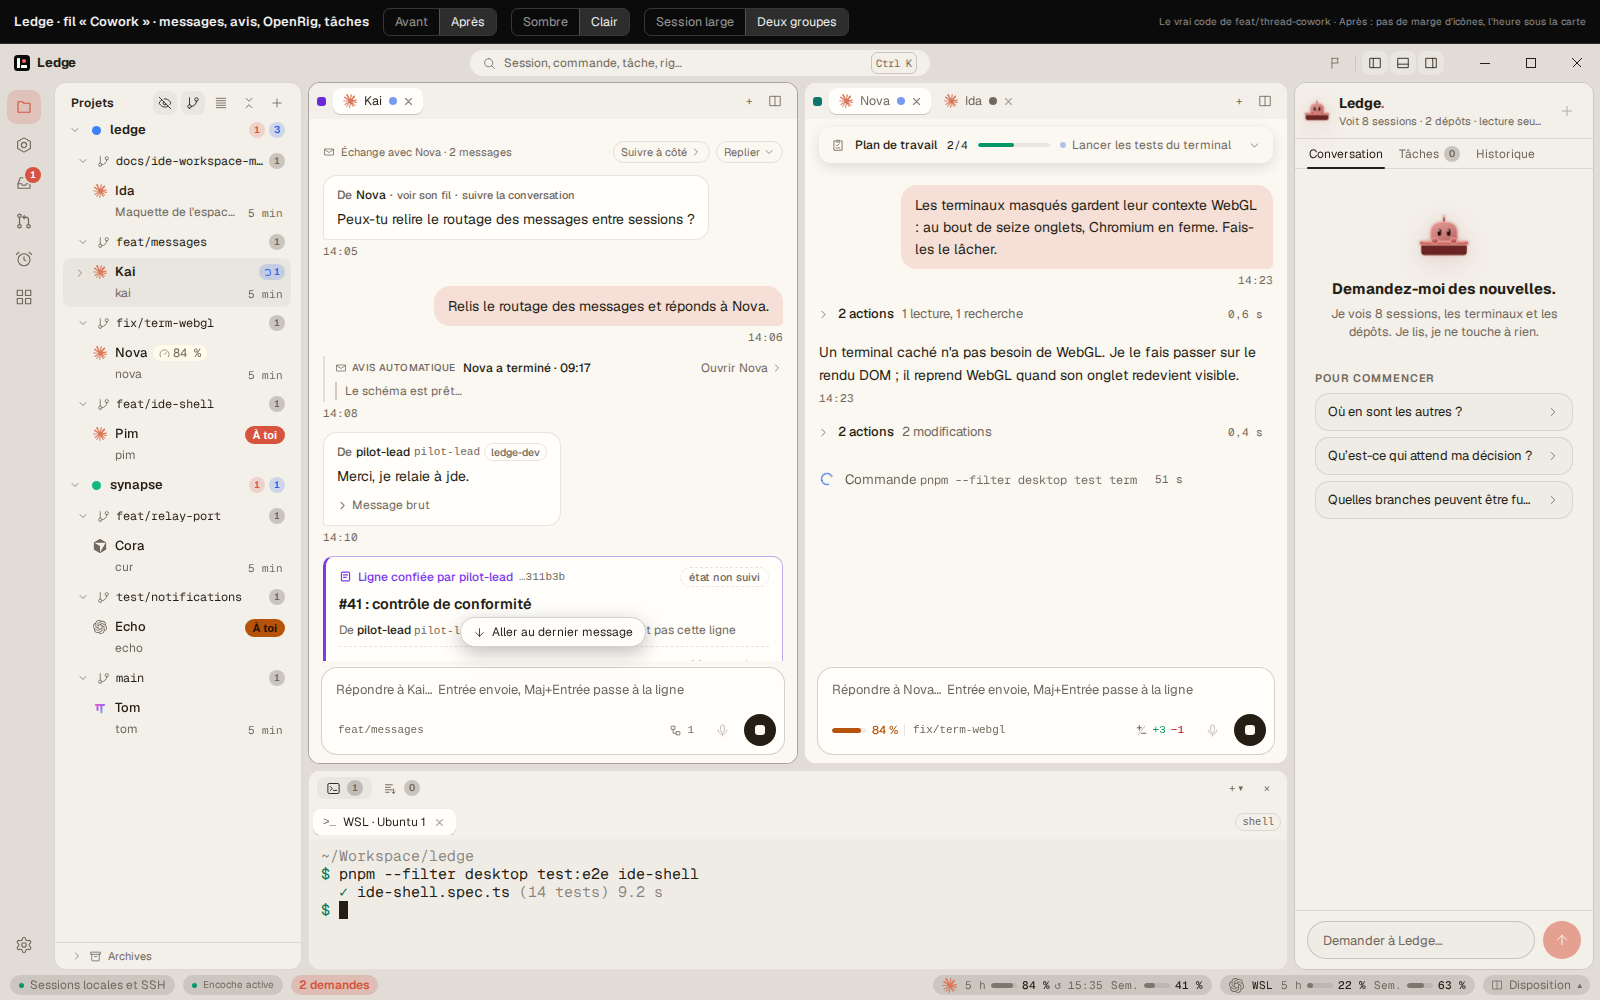 Ledge · fil « Cowork » · messages, avis, OpenRig, tâches
Avant Après
Sombre Clair
Session large Deux groupes
Le vrai code de feat/thread-cowork · Après : pas de marge d'icônes, l'heure sous la carte
Ledge
Session, commande, tâche, rig… Ctrl K
Projets
ledge 1 3
docs/ide-workspace-m… 1
Ida
Maquette de l'espac… 5 min
feat/messages 1
Kai 1
kai 5 min
fix/term-webgl 1
Nova 84 %
nova 5 min
feat/ide-shell 1
Pim À toi
pim
synapse 1 1
feat/relay-port 1
Cora
cur 5 min
test/notifications 1
Echo À toi
echo
main 1
Tom
tom 5 min
Archives
1
Kai
Échange avec Nova · 2 messages Suivre à côté Replier
De Nova · voir son fil · suivre la conversation
Peux-tu relire le routage des messages entre sessions ?
14:05
Relis le routage des messages et réponds à Nova.
14:06
AVIS AUTOMATIQUE Nova a terminé · 09:17 Ouvrir Nova
Le schéma est prêt…
14:08
De pilot-lead pilot-lead ledge-dev
Merci, je relaie à jde.
Message brut
14:10
Ligne confiée par pilot-lead …311b3b état non suivi
#41 : contrôle de conformité
De pilot-lead pilot-l t pas cette ligne
Aller au dernier message
Répondre à Kai… Entrée envoie, Maj+Entrée passe à la ligne
feat/messages 1
Nova Ida
Plan de travail 2/4 Lancer les tests du terminal
Les terminaux masqués gardent leur contexte WebGL
: au bout de seize onglets, Chromium en ferme. Fais-
les le lâcher.
14:23
2 actions 1 lecture, 1 recherche 0,6 s
Un terminal caché n'a pas besoin de WebGL. Je le fais passer sur le
rendu DOM ; il reprend WebGL quand son onglet redevient visible.
14:23
2 actions 2 modifications 0,4 s
Commande pnpm --filter desktop test term 51 s
Répondre à Nova… Entrée envoie, Maj+Entrée passe à la ligne
84 % fix/term-webgl +3 −1
1 0
>_ WSL · Ubuntu 1 shell
~/Workspace/ledge
$ pnpm --filter desktop test:e2e ide-shell
✓ ide-shell.spec.ts (14 tests) 9.2 s
$
Ledge.
Voit 8 sessions · 2 dépôts · lecture seu…
Conversation Tâches 0 Historique
Demandez-moi des nouvelles.
Je vois 8 sessions, les terminaux et les
dépôts. Je lis, je ne touche à rien.
POUR COMMENCER
Où en sont les autres ?
Qu'est-ce qui attend ma décision ?
Quelles branches peuvent être fu…
Demander à Ledge…
Sessions locales et SSH Encoche active 2 demandes
5 h 84 % ↺ 15:35 Sem. 41 % WSL 5 h 22 % Sem. 63 % Disposition